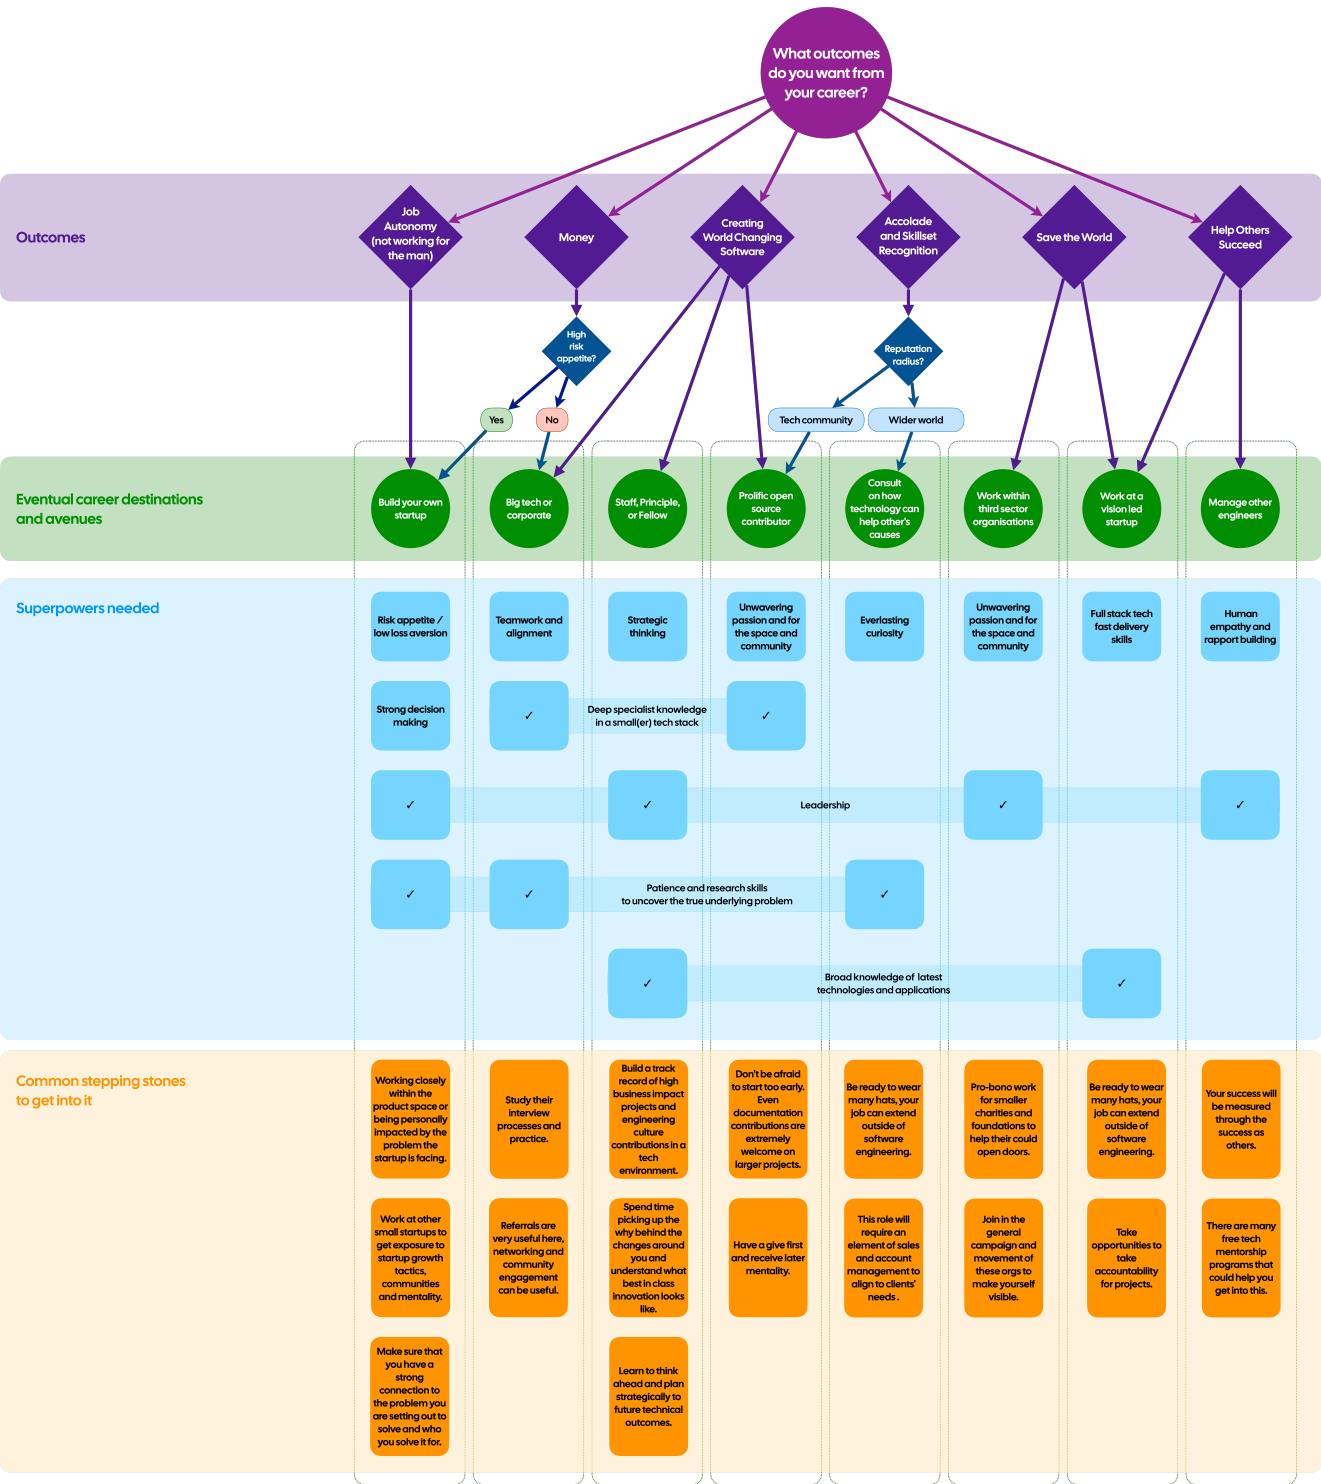 What outcomes
do you want from
your career?
Outcomes
Job
Autonomy
(not working for
the man)
Money
Creating
World Changing
Software
Accolade
and Skillset
Recognition
Save the World
Help Others
Succeed
High
risk
appetite?
Reputation
radius?
Yes
No
Tech community
Wider world
Eventual career destinations
and avenues
Build your own
startup
Big tech or
corporate
Staff, Principle,
or Fellow
Prolific open
source
contributor
Consult
on how
technology can
help other's
causes
Work within
third sector
organisations
Work at a
vision led
startup
Manage other
engineers
Superpowers needed
Risk appetite /
low loss aversion
Teamwork and
alignment
Strategic
thinking
Unwavering
passion and for
the space and
community
Everlasting
curiosity
Unwavering
passion and for
the space and
community
Full stack tech
fast delivery
skills
Human
empathy and
rapport building
Strong decision
making
✓
Deep specialist knowledge
in a small(er) tech stack
✓
✓
✓
Leadership
✓
✓
✓
✓
Patience and research skills
to uncover the true underlying problem
✓
✓
Broad knowledge of latest
technologies and applications
✓
Common stepping stones
to get into it
Working closely
within the
product space or
being personally
impacted by the
problem the
startup is facing.
Study their
interview
processes and
practice.
Build a track
record of high
business impact
projects and
engineering
culture
contributions in a
tech
environment.
Don't be afraid
to start too early.
Even
documentation
contributions are
extremely
welcome on
larger projects.
Be ready to wear
many hats, your
job can extend
outside of
software
engineering.
Pro-bono work
for smaller
charities and
foundations to
help their could
open doors.
Be ready to wear
many hats, your
job can extend
outside of
software
engineering.
Your success will
be measured
through the
success as
others.
Work at other
small startups to
get exposure to
startup growth
tactics,
communities
and mentality.
Referrals are
very useful here,
networking and
community
engagement
can be useful.
Spend time
picking up the
why behind the
changes around
you and
understand what
best in class
innovation looks
like.
Have a give first
and receive later
mentality.
This role will
require an
element of sales
and account
management to
align to clients'
needs .
Join in the
general
campaign and
movement of
these orgs to
make yourself
visible.
Take
opportunities to
take
accountability
for projects.
There are many
free tech
mentorship
programs that
could help you
get into this.
Make sure that
you have a
strong
connection to
the problem you
are setting out to
solve and who
you solve it for.
Learn to think
ahead and plan
strategically to
future technical
outcomes.